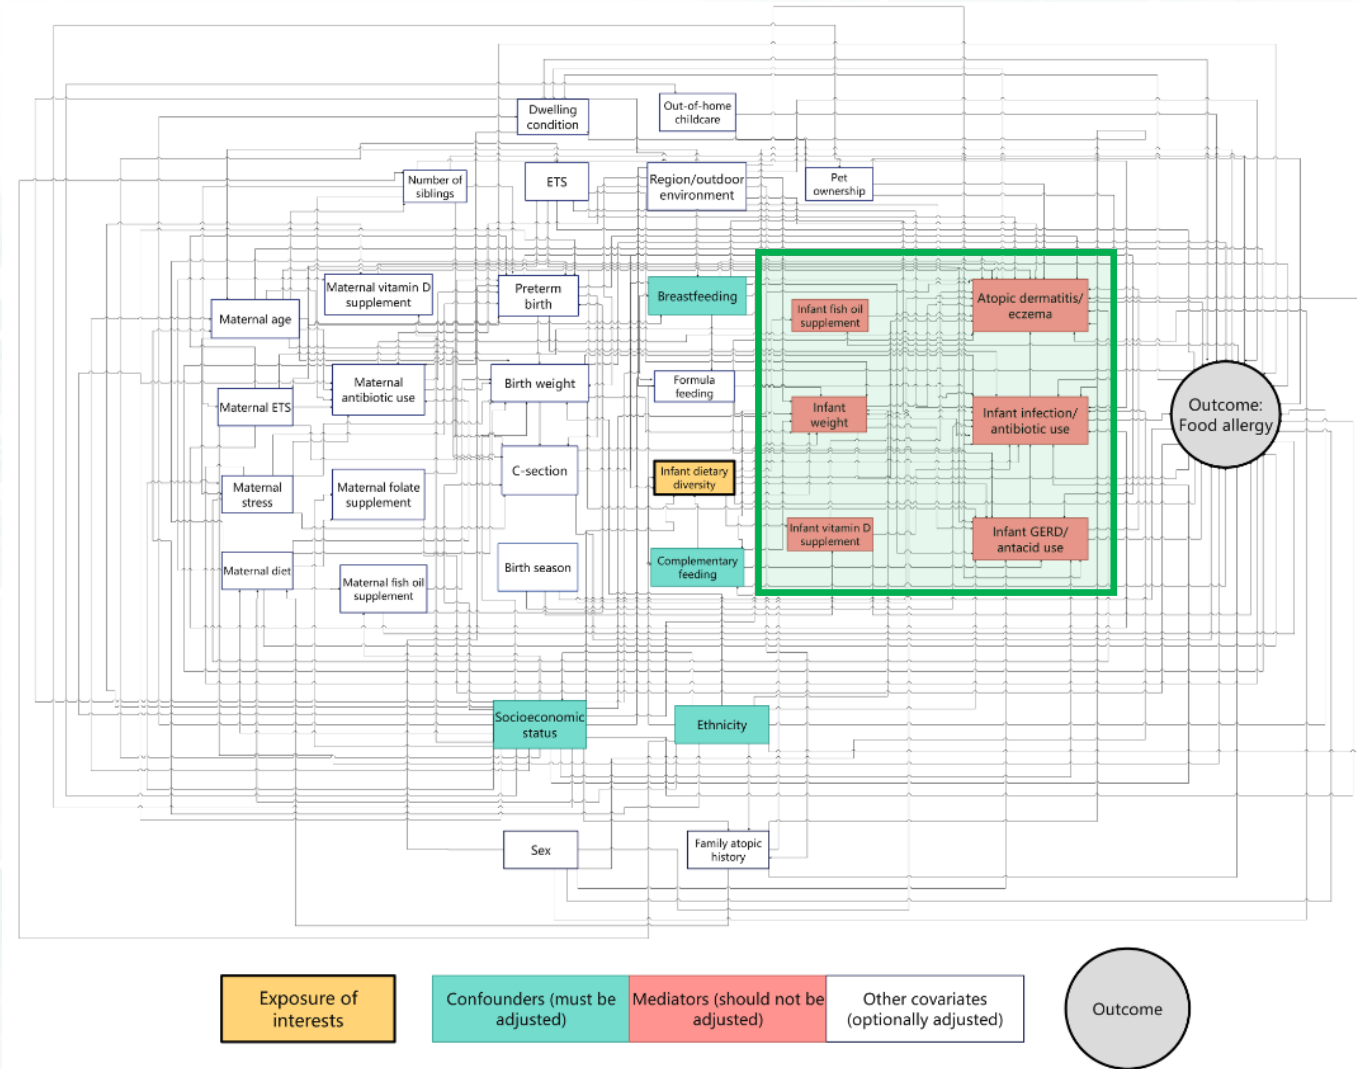 Dwelling
condition
Out-of-home
childcare
Number of
siblings
ETS
Region/outdoor
environment
Pet
ownership
Maternal age
Maternal vitamin D
supplement
Preterm
birth
Breastfeeding
Infant fish oil
supplement
Atopic dermatitis/
eczema
Maternal ETS
Maternal
antibiotic use
Birth weight
Formula
feeding
Infant
weight
Infant infection/
antibiotic use
Outcome:
Food allergy
Maternal
stress
Maternal folate
supplement
C-section
Infant dietary
diversity
Infant vitamin D
supplement
Infant GERD/
antacid use
Maternal diet
Maternal fish oil
supplement
Birth season
Complementary
feeding
Socioeconomic
status
Ethnicity
Sex
Family atopic
history
Exposure of
interests
Confounders (must be
adjusted)
Mediators (should not be
adjusted)
Other covariates
(optionally adjusted)
Outcome